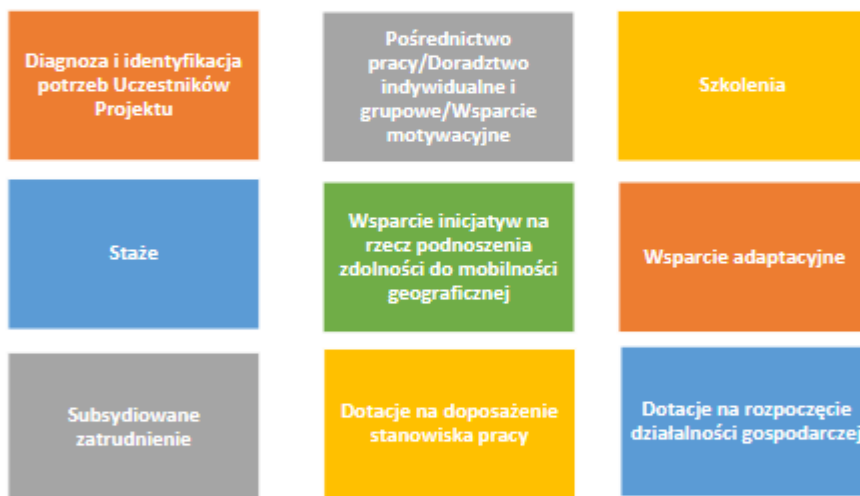 Diagnoza i identyfikacja
potrzeb Uczestników
Projektu
Pośrednictwo
pracy/Doradztwo
indywidualne i
grupowe/Wsparcie
motywacyjne
Szkolenia
Staże
Wsparcie inicjatyw na
rzecz podnoszenia
zdolności do mobilności
geograficznej
Wsparcie adaptacyjne
Subsydiowane
zatrudnienie
Dotacje na doposażenie
stanowiska pracy
Dotacje na rozpoczęcie
działalności gospodarczej